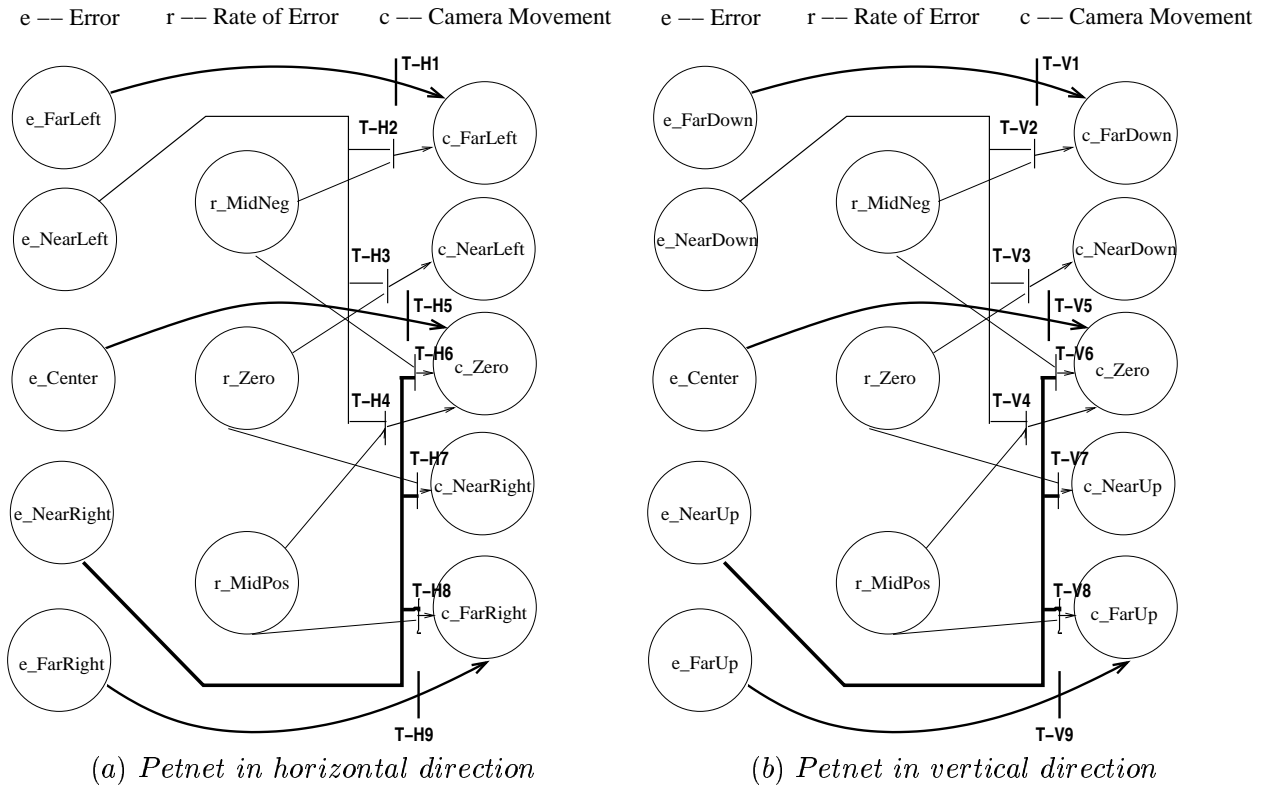 e –– Error r –– Rate of Error c –– Camera Movement
T–H1
e_FarLeft
c_FarLeft
T–H2
r_MidNeg
e_NearLeft
c_NearLeft
T–H3
T–H5
T–H6
e_Center
r_Zero
c_Zero
T–H4
T–H7
e_NearRight
c_NearRight
r_MidPos
T–H8
c_FarRight
e_FarRight
T–H9
(a) Petnet in horizontal direction
e –– Error r –– Rate of Error c –– Camera Movement
T–V1
e_FarDown
c_FarDown
T–V2
r_MidNeg
e_NearDown
c_NearDown
T–V3
T–V5
T–V6
e_Center
r_Zero
c_Zero
T–V4
T–V7
e_NearUp
c_NearUp
r_MidPos
T–V8
c_FarUp
e_FarUp
T–V9
(b) Petnet in vertical direction